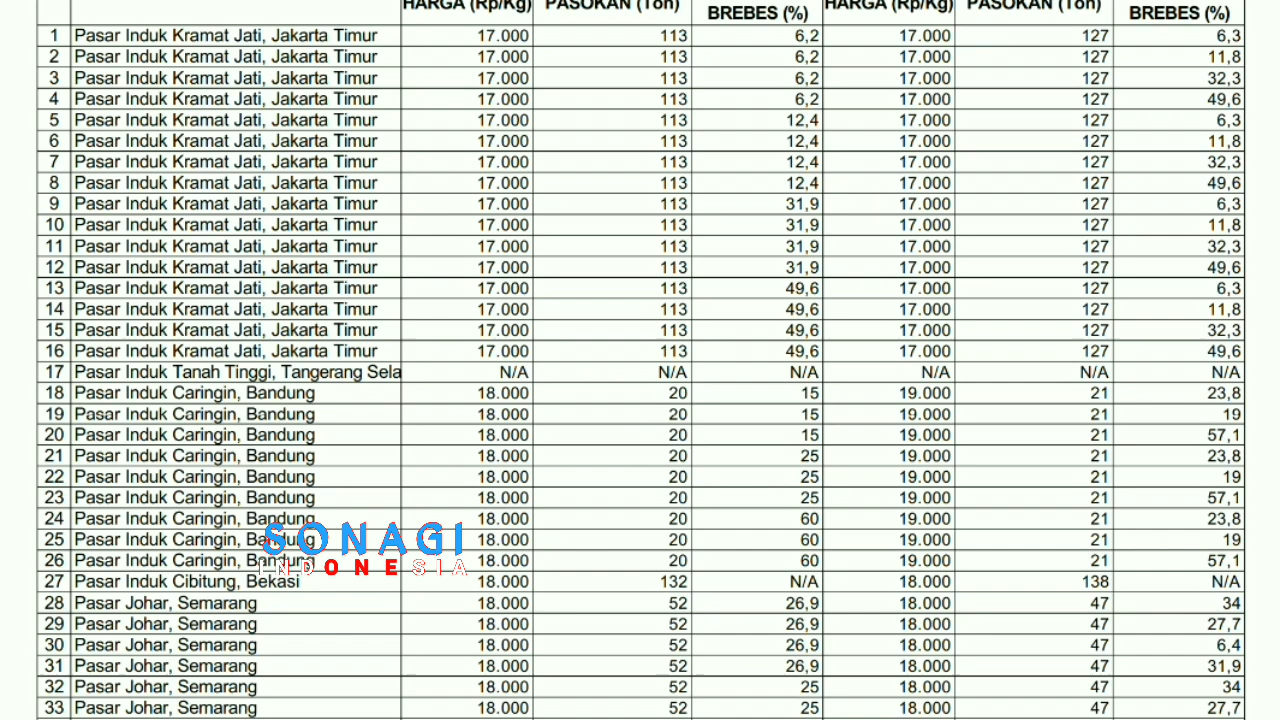 HARGA (Rp/Kg) PASOKAN (Ton) BREBES (%) HARGA (Rp/Kg) PASOKAN (Ton) BREBES (%)
1 Pasar Induk Kramat Jati, Jakarta Timur 17.000 113 6,2 17.000 127 6,3
2 Pasar Induk Kramat Jati, Jakarta Timur 17.000 113 6,2 17.000 127 11,8
3 Pasar Induk Kramat Jati, Jakarta Timur 17.000 113 6,2 17.000 127 32,3
4 Pasar Induk Kramat Jati, Jakarta Timur 17.000 113 6,2 17.000 127 49,6
5 Pasar Induk Kramat Jati, Jakarta Timur 17.000 113 12,4 17.000 127 6,3
6 Pasar Induk Kramat Jati, Jakarta Timur 17.000 113 12,4 17.000 127 11,8
7 Pasar Induk Kramat Jati, Jakarta Timur 17.000 113 12,4 17.000 127 32,3
8 Pasar Induk Kramat Jati, Jakarta Timur 17.000 113 12,4 17.000 127 49,6
9 Pasar Induk Kramat Jati, Jakarta Timur 17.000 113 31,9 17.000 127 6,3
10 Pasar Induk Kramat Jati, Jakarta Timur 17.000 113 31,9 17.000 127 11,8
11 Pasar Induk Kramat Jati, Jakarta Timur 17.000 113 31,9 17.000 127 32,3
12 Pasar Induk Kramat Jati, Jakarta Timur 17.000 113 31,9 17.000 127 49,6
13 Pasar Induk Kramat Jati, Jakarta Timur 17.000 113 49,6 17.000 127 6,3
14 Pasar Induk Kramat Jati, Jakarta Timur 17.000 113 49,6 17.000 127 11,8
15 Pasar Induk Kramat Jati, Jakarta Timur 17.000 113 49,6 17.000 127 32,3
16 Pasar Induk Kramat Jati, Jakarta Timur 17.000 113 49,6 17.000 127 49,6
17 Pasar Induk Tanah Tinggi, Tangerang Sela N/A N/A N/A N/A N/A N/A
18 Pasar Induk Caringin, Bandung 18.000 20 15 19.000 21 23,8
19 Pasar Induk Caringin, Bandung 18.000 20 15 19.000 21 19
20 Pasar Induk Caringin, Bandung 18.000 20 15 19.000 21 57,1
21 Pasar Induk Caringin, Bandung 18.000 20 25 19.000 21 23,8
22 Pasar Induk Caringin, Bandung 18.000 20 25 19.000 21 19
23 Pasar Induk Caringin, Bandung 18.000 20 25 19.000 21 57,1
24 Pasar Induk Caringin, Bandung 18.000 20 60 19.000 21 23,8
25 Pasar Induk Caringin, Bandung 18.000 20 60 19.000 21 19
26 Pasar Induk Caringin, Bandung 18.000 20 60 19.000 21 57,1
27 Pasar Induk Cibitung, Bekasi 18.000 132 N/A 18.000 138 N/A
28 Pasar Johar, Semarang 18.000 52 26,9 18.000 47 34
29 Pasar Johar, Semarang 18.000 52 26,9 18.000 47 27,7
30 Pasar Johar, Semarang 18.000 52 26,9 18.000 47 6,4
31 Pasar Johar, Semarang 18.000 52 26,9 18.000 47 31,9
32 Pasar Johar, Semarang 18.000 52 25 18.000 47 34
33 Pasar Johar, Semarang 18.000 52 25 18.000 47 27,7
SONAGI
INDONESIA